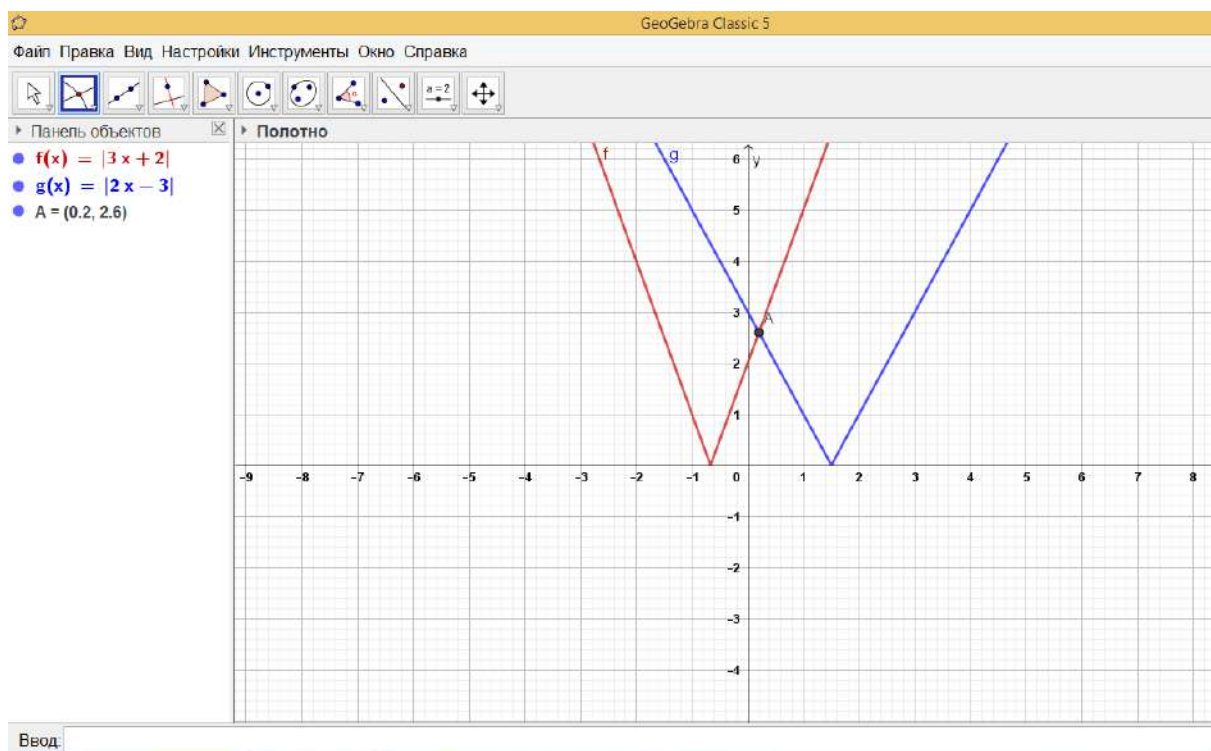 GeoGebra Classic 5
Файл Правка Вид Настройки Инструменты Окно Справка
a = 2
Панель объектов
Полотно
f(x) = |3 x + 2|
g(x) = |2 x − 3|
A = (0.2, 2.6)
f
g
y
A
6
5
4
3
2
1
-9 -8 -7 -6 -5 -4 -3 -2 -1 0 1 2 3 4 5 6 7 8
-1
-2
-3
-4
Ввод: